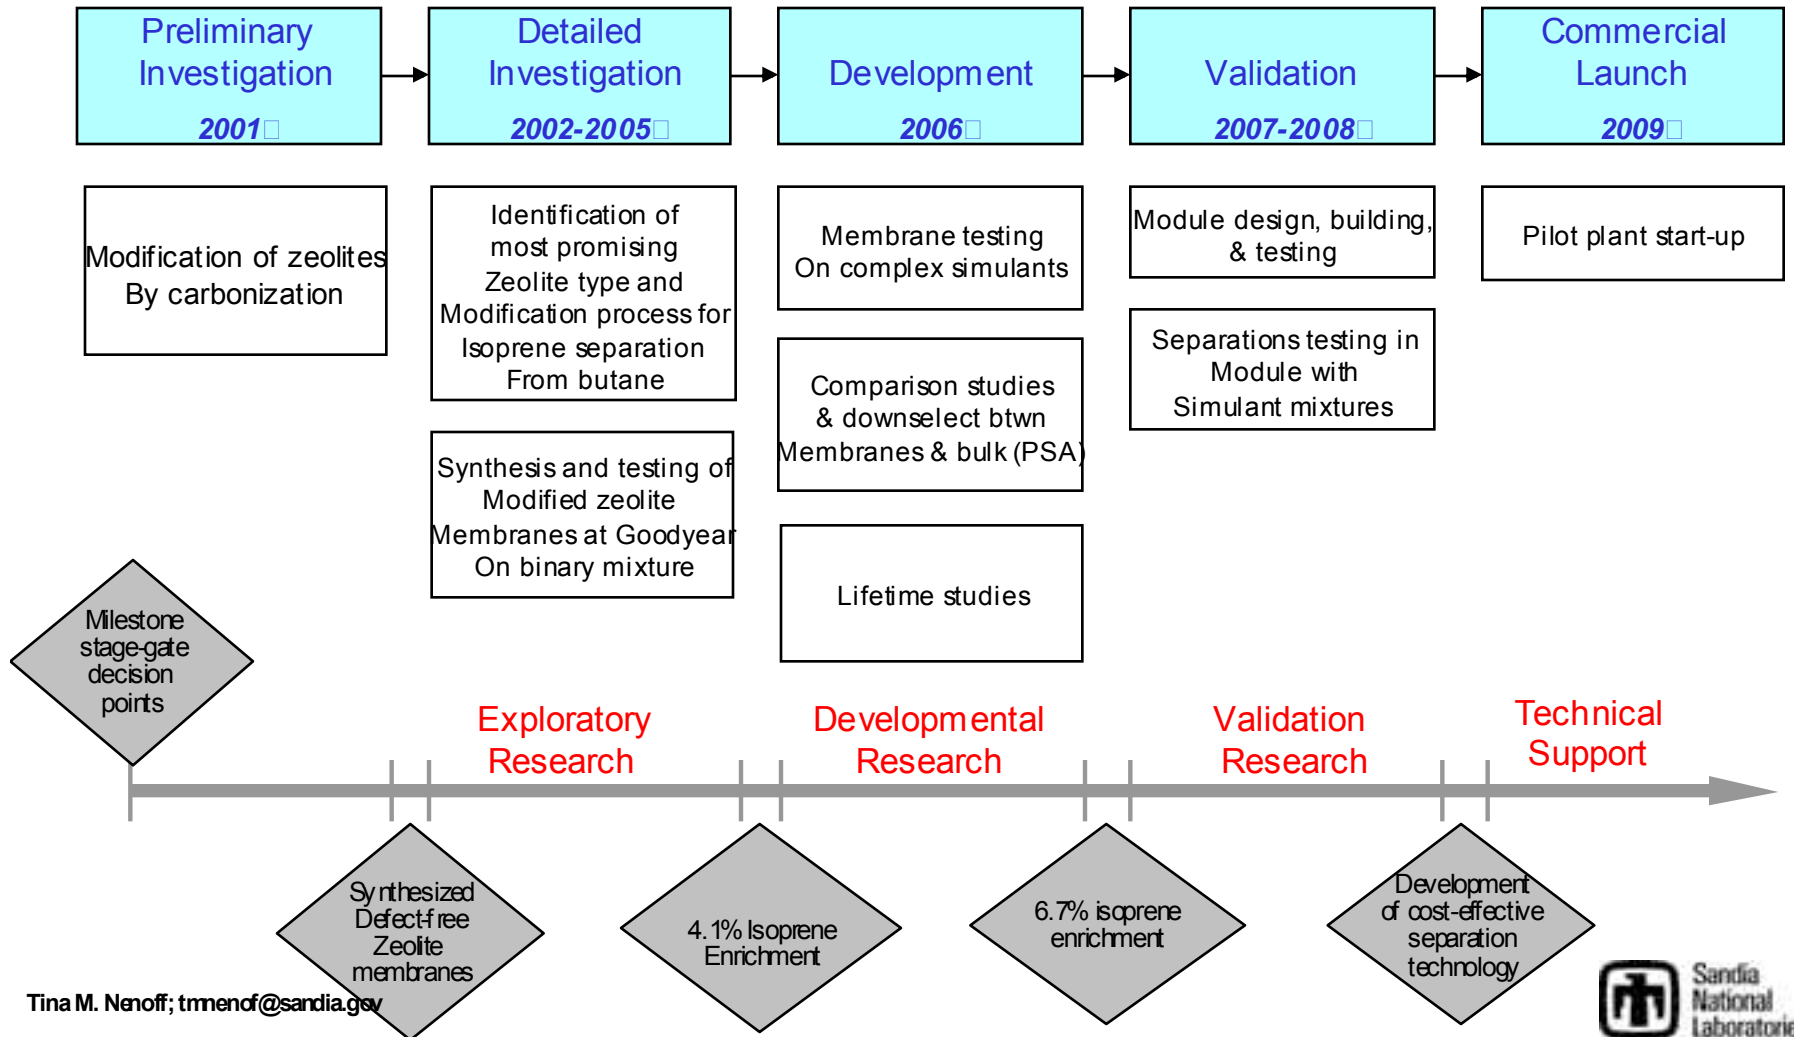 Preliminary
Investigation
2001
Detailed
Investigation
2002-2005
Development
2006
Validation
2007-2008
Commercial
Launch
2009
Modification of zeolites
By carbonization
Identification of
most promising
Zeolite type and
Modification process for
Isoprene separation
From butane
Synthesis and testing of
Modified zeolite
Membranes at Goodyear
On binary mixture
Membrane testing
On complex simulants
Comparison studies
& downselect btwn
Membranes & bulk (PSA)
Lifetime studies
Module design, building,
& testing
Separations testing in
Module with
Simulant mixtures
Pilot plant start-up
Milestone
stage-gate
decision
points
Exploratory
Research
Developmental
Research
Validation
Research
Technical
Support
Synthesized
Defect-free
Zeolite
membranes
4.1% Isoprene
Enrichment
6.7% isoprene
enrichment
Development
of cost-effective
separation
technology
Tina M. Nenoff; tmnenof@sandia.gov
Sandia
National
Laboratorie